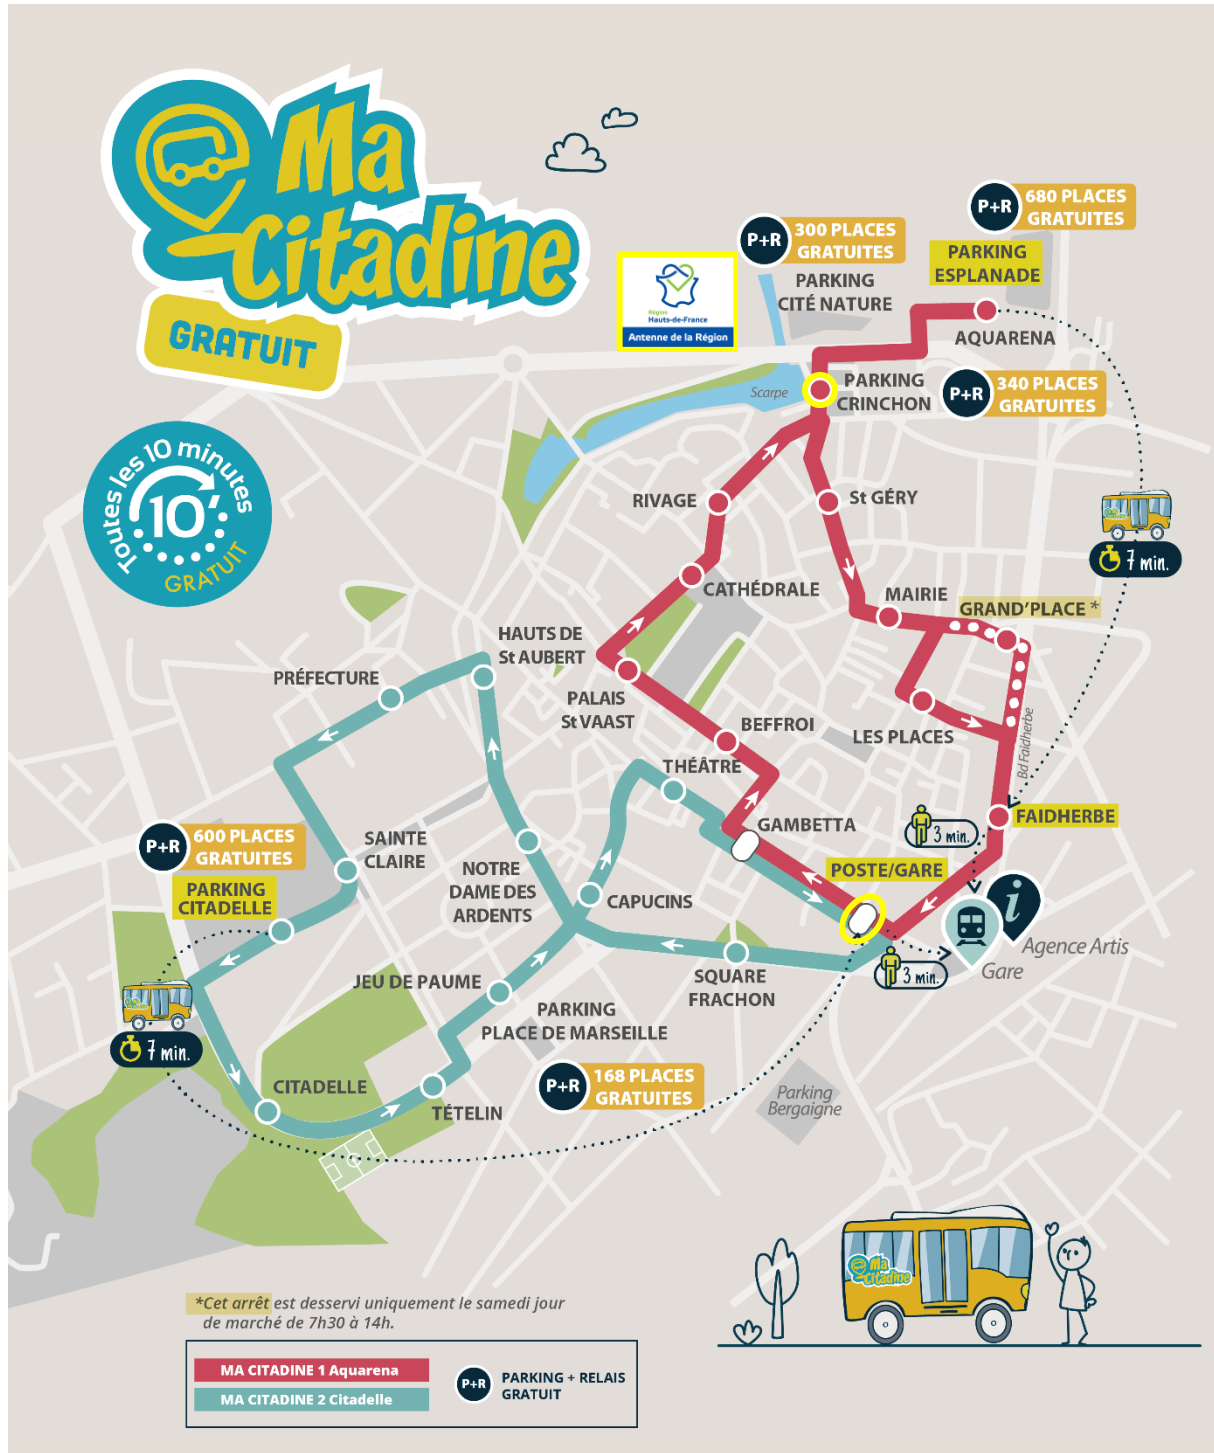 Ma
Citadine
GRATUIT
Toutes les 10 minutes
10'
GRATUIT
P+R
680 PLACES
GRATUITES
PARKING
ESPLANADE
P+R
300 PLACES
GRATUITES
PARKING
CITÉ NATURE
Région
Hauts-de-France
Antenne de la Région
AQUARENA
Scarpe
PARKING
CRINCHON
P+R
340 PLACES
GRATUITES
RIVAGE
St GÉRY
7 min.
CATHÉDRALE
MAIRIE
GRAND'PLACE *
HAUTS DE
St AUBERT
PRÉFECTURE
PALAIS
St VAAST
BEFFROI
LES PLACES
Bd Faidherbe
THÉÂTRE
GAMBETTA
3 min.
FAIDHERBE
P+R
600 PLACES
GRATUITES
SAINTE
CLAIRE
NOTRE
DAME DES
ARDENTS
POSTE/GARE
PARKING
CITADELLE
CAPUCINS
i
Agence Artis
Gare
3 min.
JEU DE PAUME
SQUARE
FRACHON
PARKING
PLACE DE MARSEILLE
7 min.
P+R
168 PLACES
GRATUITES
CITADELLE
TÉTELIN
Parking
Bergaigne
@ Ma
Citadine
*Cet arrêt est desservi uniquement le samedi jour
de marché de 7h30 à 14h.
MA CITADINE 1 Aquarena
MA CITADINE 2 Citadelle
P+R
PARKING + RELAIS
GRATUIT